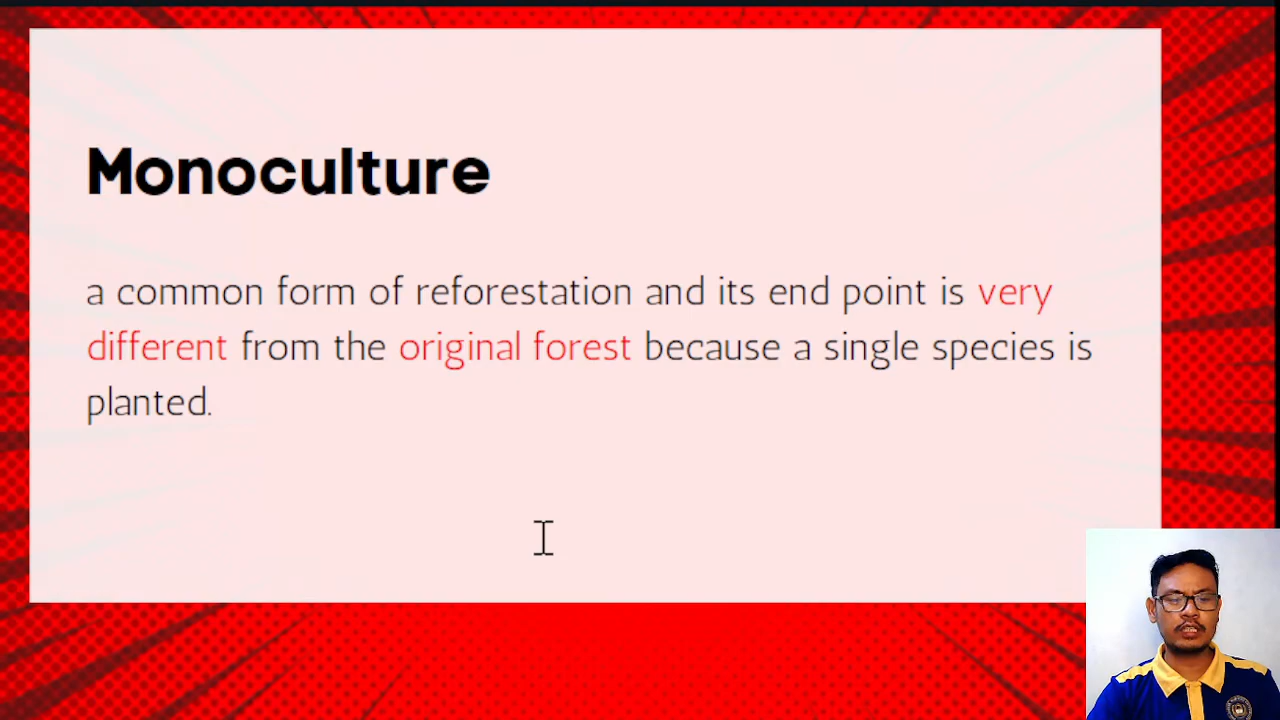 Monoculture
a common form of reforestation and its end point is very
different from the original forest because a single species is
planted.